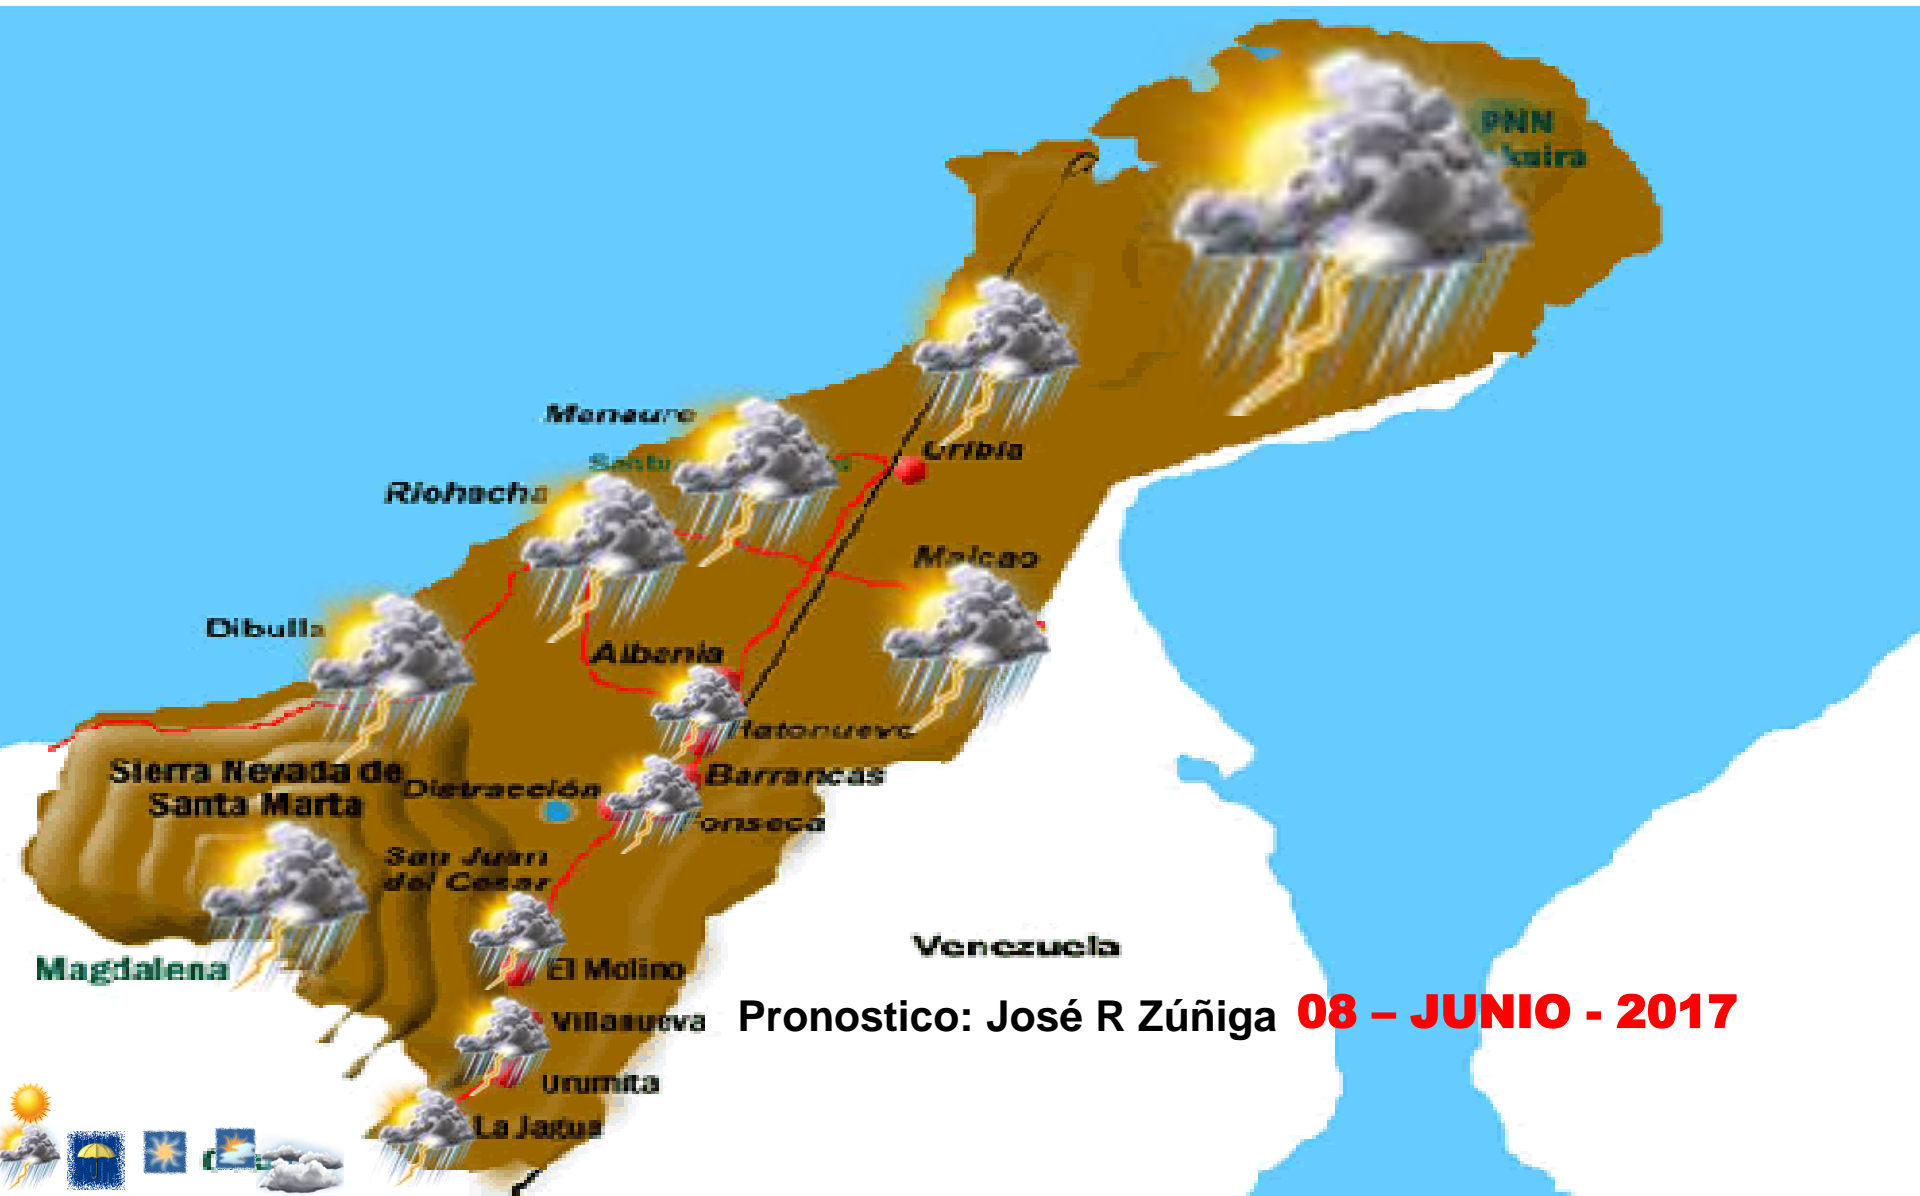 PNN
Manaure
Uribia
Riohacha
Maicao
Dibulla
Albania
Hatonuevo
Sierra Nevada de
Santa Marta
Distracción
Barrancas
Fonseca
San Juan
del Cesar
Venezuela
Magdalena
El Molino
Pronostico: José R Zúñiga 08 – JUNIO - 2017
Villanueva
Urumita
La Jagua